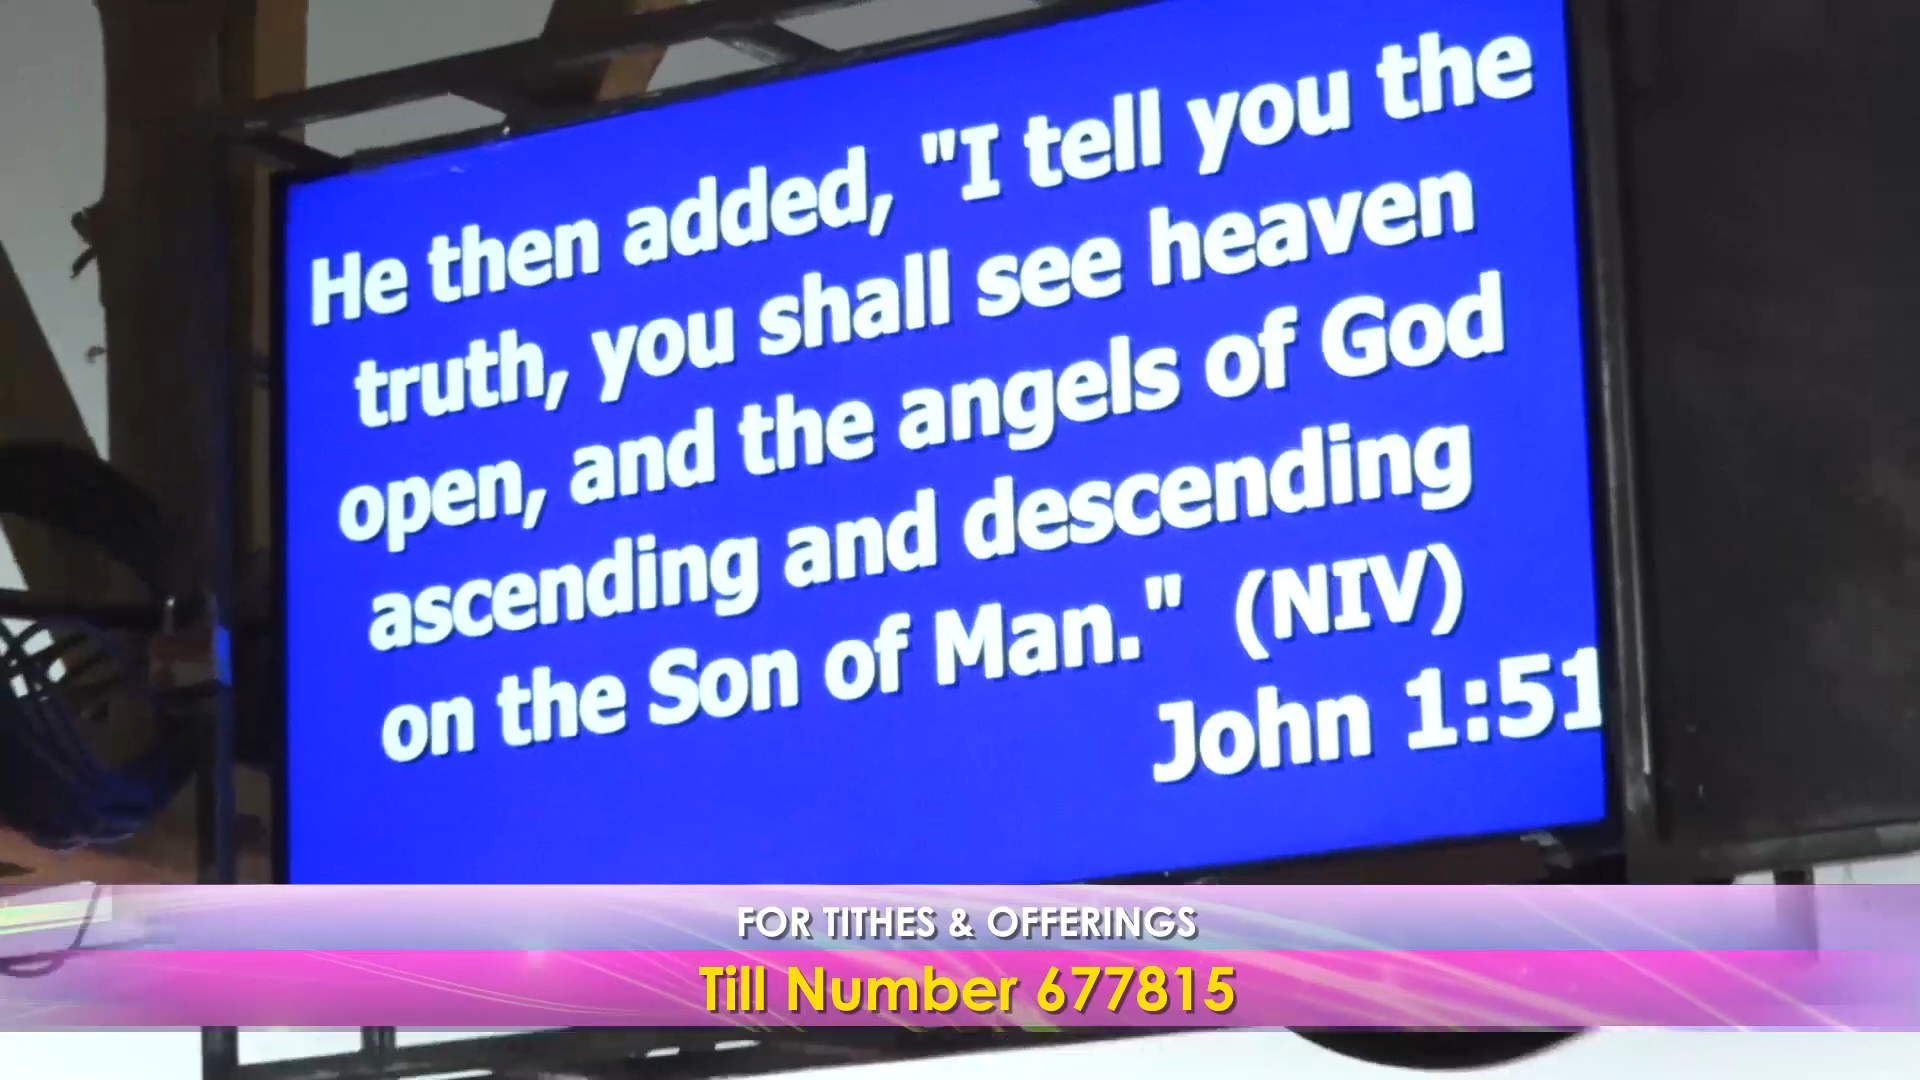 He then added, "I tell you the
truth, you shall see heaven
open, and the angels of God
ascending and descending
on the Son of Man." (NIV)
John 1:51
FOR TITHES & OFFERINGS
Till Number 677815